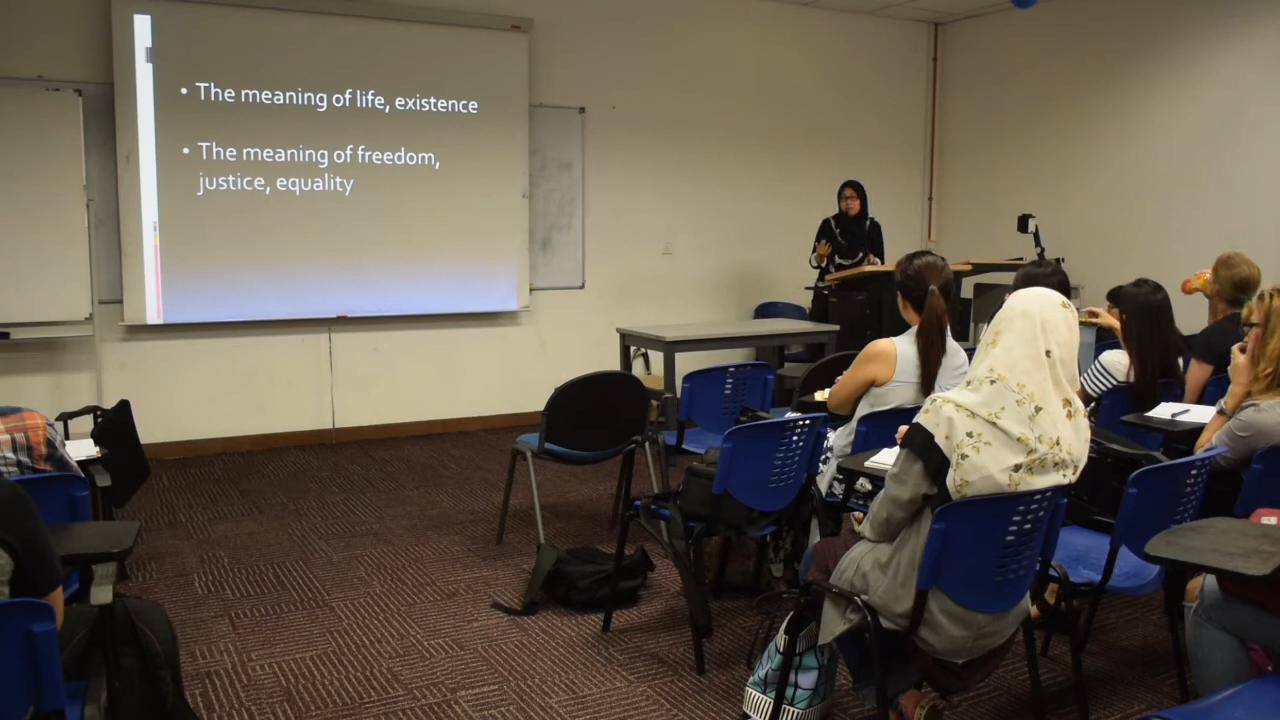 • The meaning of life, existence
• The meaning of freedom,
justice, equality